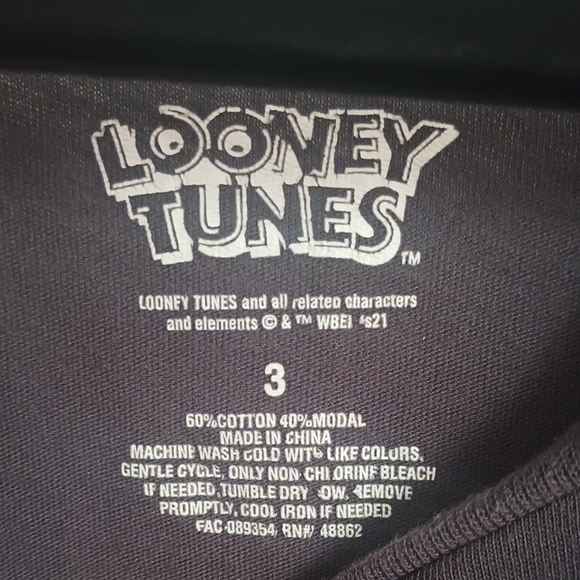 LOONEY
TUNES
™
LOONEY TUNES and all related characters
and elements © & ™ WBEI s21
3
60%COTTON 40%MODAL
MADE IN CHINA
MACHINE WASH COLD WITH LIKE COLORS,
GENTLE CYCLE, ONLY NON-CHLORINE BLEACH
IF NEEDED, TUMBLE DRY LOW, REMOVE
PROMPTLY, COOL IRON IF NEEDED
FAC-089354, RN# 48862